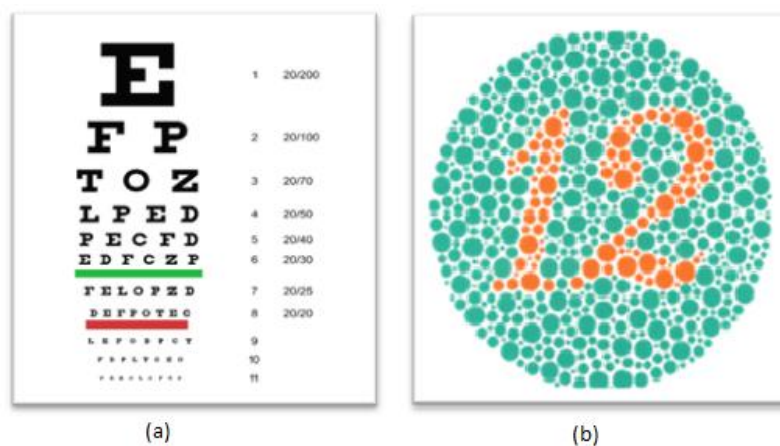 E 1 20/200
F P 2 20/100
T O Z 3 20/70
L P E D 4 20/50
P E C F D 5 20/40
E D F C Z P 6 20/30
F E L O P Z D 7 20/25
D E F P O T E C 8 20/20
L E F O D P C T 9
10
11
12
(a) (b)